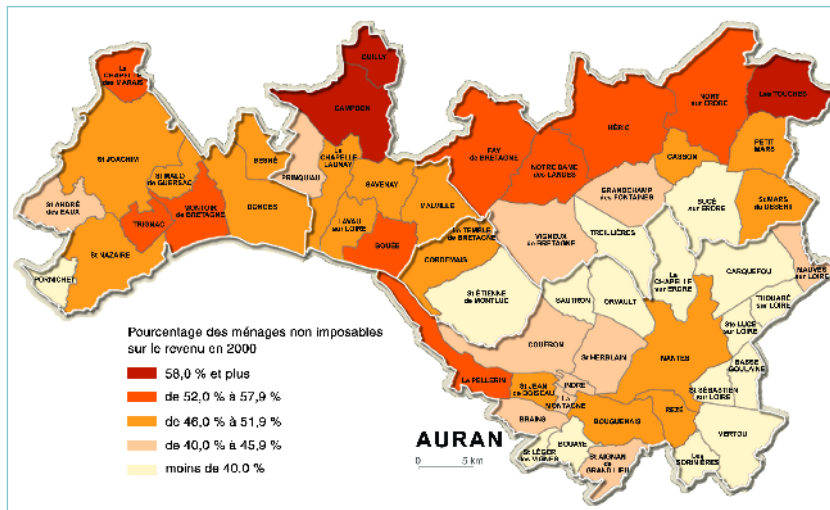 QUILLY
La
CHAPELLE
des MARAIS
CAMPBON
NORT
sur ERDRE
Les TOUCHES
HÉRIC
FAY
de BRETAGNE
PETIT
MARS
St JOACHIM
La
CHAPELLE
LAUNAY
CASSON
BESNÉ
NOTRE DAME
des LANDES
St MALO
de GUERSAC
PRINQUIAU
SAVENAY
GRANDCHAMP
des FONTAINES
St ANDRÉ
des EAUX
MONTOIR
de BRETAGNE
DONGES
MALVILLE
SUCÉ
sur ERDRE
St MARS
du DESERT
TRIGNAC
LAVAU
sur LOIRE
Le TEMPLE
de BRETAGNE
VIGNEUX
de BRETAGNE
TREILLIÈRES
BOUÉE
St NAZAIRE
CORDEMAIS
CARQUEFOU
MAUVES
sur LOIRE
PORNICHET
La
CHAPELLE
sur ERDRE
St ÉTIENNE
de MONTLUC
SAUTRON
ORVAULT
THOUARÉ
sur LOIRE
Ste LUCE
sur LOIRE
Pourcentage des ménages non imposables
sur le revenu en 2000
COUËRON
St HERBLAIN
NANTES
BASSE
GOULAINE
58,0 % et plus
de 52,0 % à 57,9 %
de 46,0 % à 51,9 %
de 40,0 % à 45,9 %
moins de 40,0 %
La PELLERIN
St JEAN
de BOISEAU
INDRE
La
MONTAGNE
St SÉBASTIEN
sur LOIRE
BRAINS
BOUGUENAIS
REZÉ
VERTOU
BOUAYE
St LÉGER
les VIGNES
St AIGNAN
de
GRAND LIEU
Les
SORINIÈRES
AURAN
0 5 km